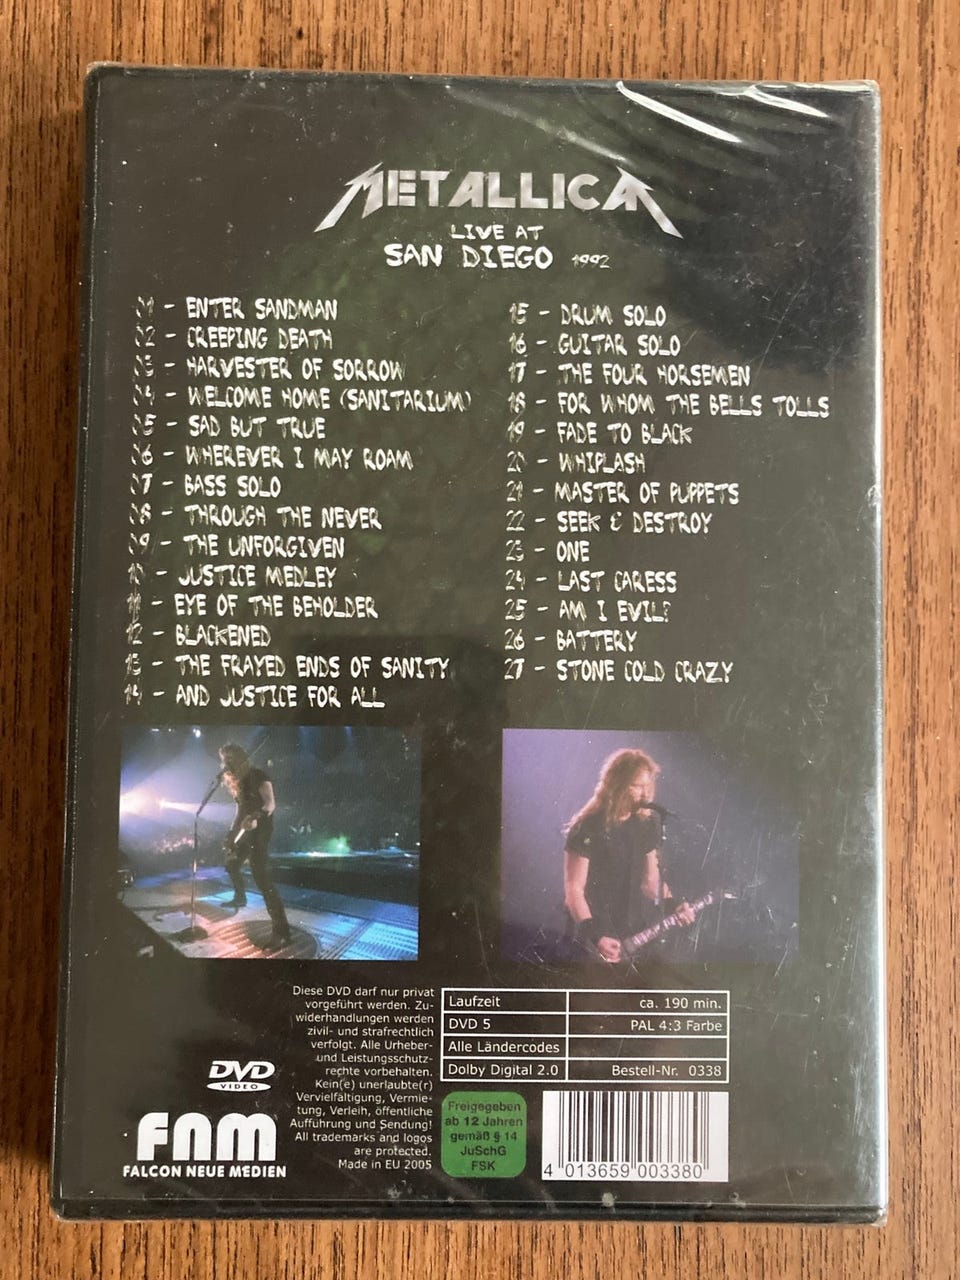 METALLICA
LIVE AT
SAN DIEGO 1992
01 - ENTER SANDMAN
02 - CREEPING DEATH
03 - HARVESTER OF SORROW
04 - WELCOME HOME (SANITARIUM)
05 - SAD BUT TRUE
06 - WHEREVER I MAY ROAM
07 - BASS SOLO
08 - THROUGH THE NEVER
09 - THE UNFORGIVEN
10 - JUSTICE MEDLEY
11 - EYE OF THE BEHOLDER
12 - BLACKENED
13 - THE FRAYED ENDS OF SANITY
14 - AND JUSTICE FOR ALL
15 - DRUM SOLO
16 - GUITAR SOLO
17 - THE FOUR HORSEMEN
18 - FOR WHOM THE BELLS TOLLS
19 - FADE TO BLACK
20 - WHIPLASH
21 - MASTER OF PUPPETS
22 - SEEK & DESTROY
23 - ONE
24 - LAST CARESS
25 - AM I EVIL?
26 - BATTERY
27 - STONE COLD CRAZY
DVD
VIDEO
FNM
FALCON NEUE MEDIEN
Diese DVD darf nur privat
vorgeführt werden. Zu-
widerhandlungen werden
zivil- und strafrechtlich
verfolgt. Alle Urheber-
und Leistungsschutz-
rechte vorbehalten.
Kein(e) unerlaubte(r)
Vervielfältigung, Vermie-
tung, Verleih, öffentliche
Aufführung und Sendung!
All trademarks and logos
are protected.
Made in EU 2005
Laufzeit ca. 190 min.
DVD 5 PAL 4:3 Farbe
Alle Ländercodes
Dolby Digital 2.0 Bestell-Nr. 0338
Freigegeben
ab 12 Jahren
gemäß § 14
JuSchG
FSK
4 013659 003380